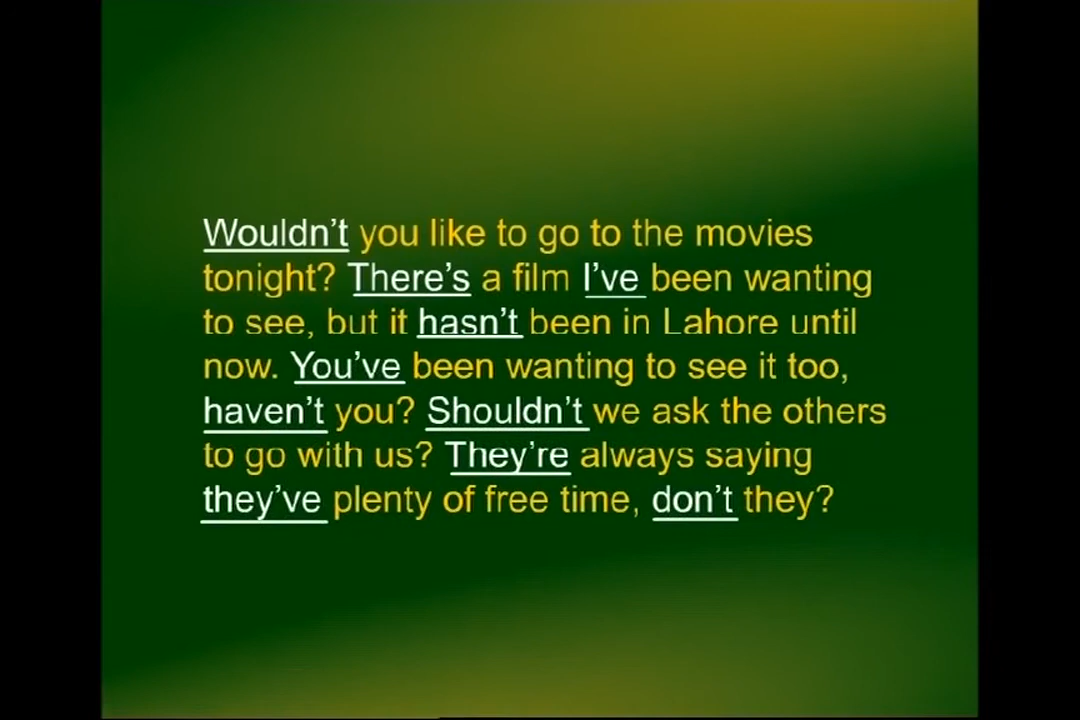 Wouldn't you like to go to the movies
tonight? There's a film I've been wanting
to see, but it hasn't been in Lahore until
now. You've been wanting to see it too,
haven't you? Shouldn't we ask the others
to go with us? They're always saying
they've plenty of free time, don't they?